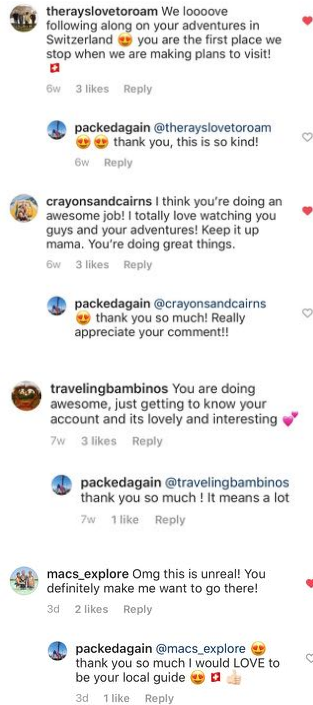 theraylovetoroam We loooove
following along on your adventures in
Switzerland 😍 you are the first place we
stop when we are making plans to visit!
🇨🇭
6w 3 likes Reply
packedagain @therayslovetoroam
😍😍 thank you, this is so kind!
6w Reply
crayonsandcairns I think you're doing an
awesome job! I totally love watching you
guys and your adventures! Keep it up
mama. You're doing great things.
6w 3 likes Reply
packedagain @crayonsandcairns
😍 thank you so much! Really
appreciate your comment!!
travelingbambinos You are doing
awesome, just getting to know your
account and its lovely and interesting 💕
7w 3 likes Reply
packedagain @travelingbambinos
thank you so much ! It means a lot
7w 1 like Reply
macs_explore Omg this is unreal! You
definitely make me want to go there!
3d 2 likes Reply
packedagain @macs_explore 😍
thank you so much I would LOVE to
be your local guide 😍 🇨🇭 👍🏻
3d 1 like Reply